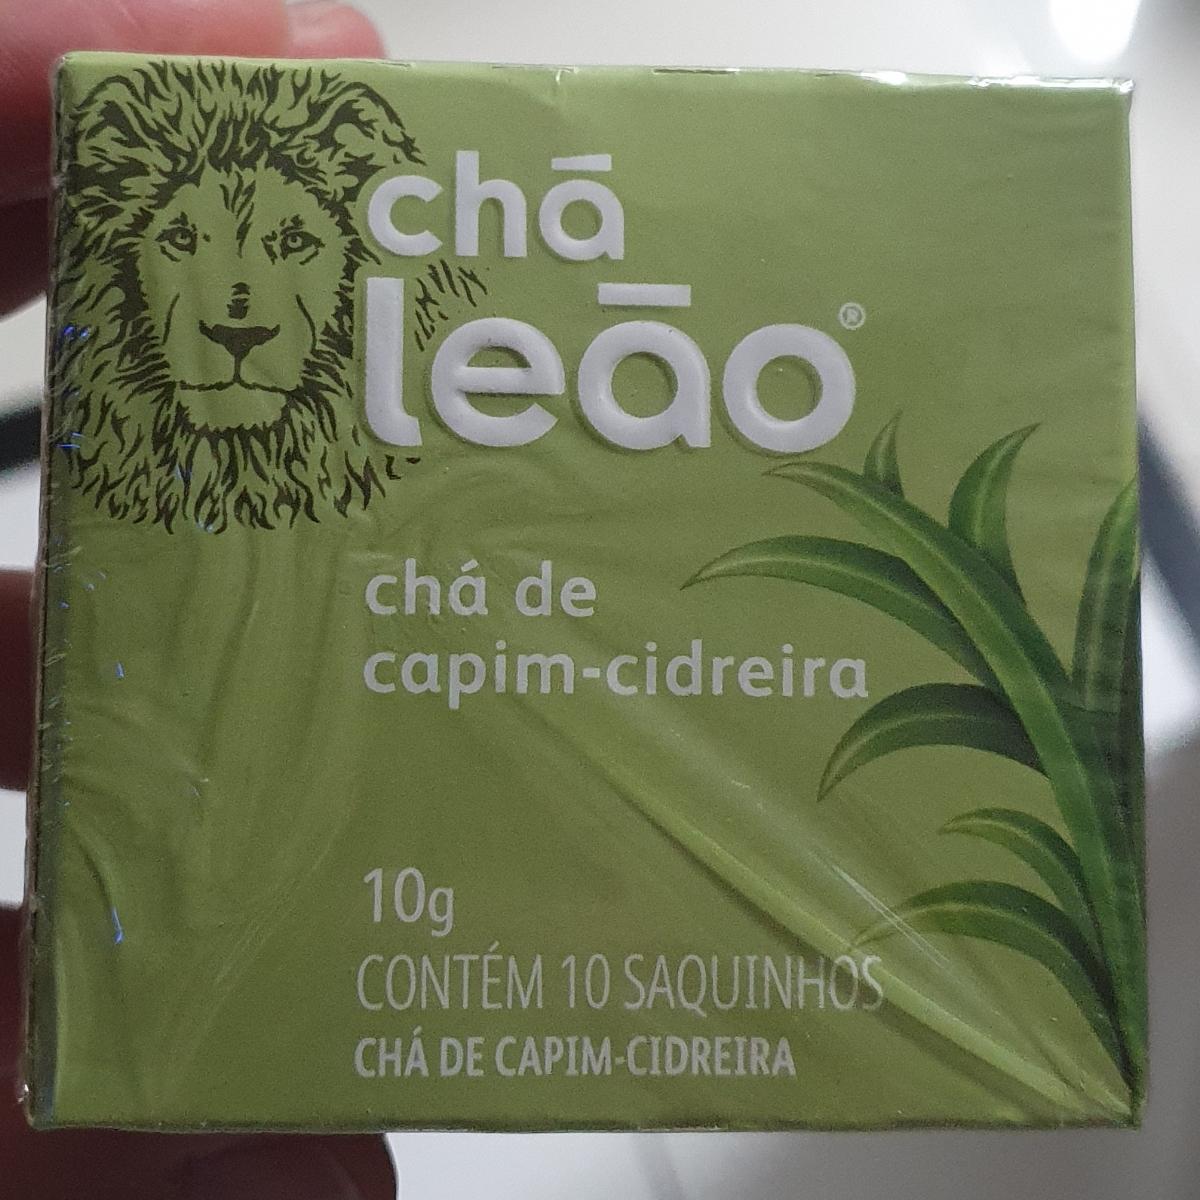 chá
leão®
chá de
capim-cidreira
10g
CONTÉM 10 SAQUINHOS
CHÁ DE CAPIM-CIDREIRA